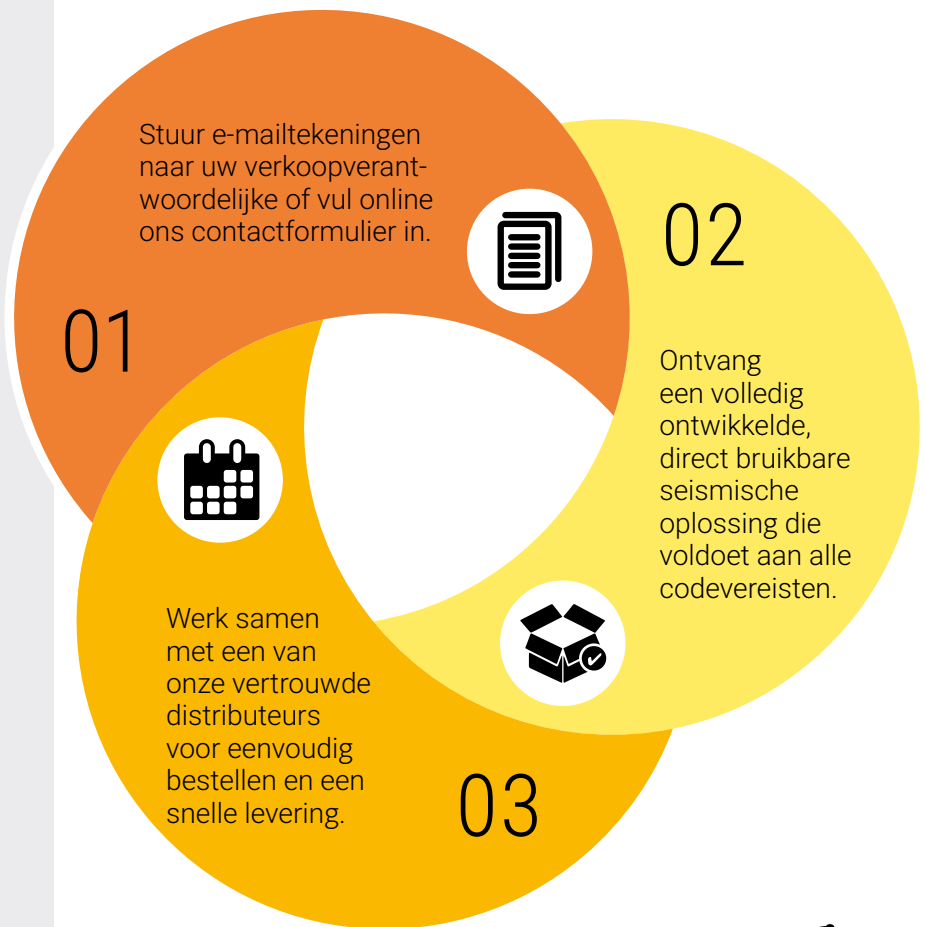 01
Stuur e-mailtekeningen
naar uw verkoopverant-
woordelijke of vul online
ons contactformulier in.
02
Ontvang
een volledig
ontwikkelde,
direct bruikbare
seismische
oplossing die
voldoet aan alle
codevereisten.
03
Werk samen
met een van
onze vertrouwde
distributeurs
voor eenvoudig
bestellen en een
snelle levering.